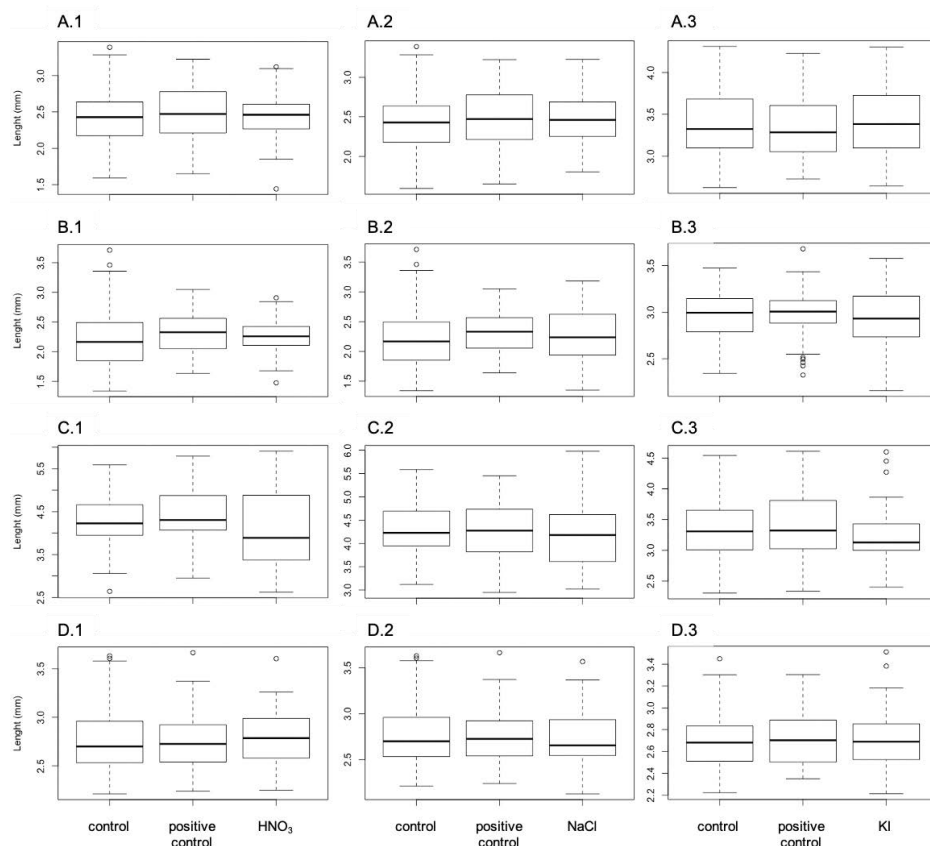 A.1 A.2 A.3
Lenght (mm)
1.5 2.0 2.5 3.0
2.0 2.5 3.0
3.0 3.5 4.0
B.1 B.2 B.3
Lenght (mm)
1.5 2.0 2.5 3.0 3.5
1.5 2.0 2.5 3.0 3.5
2.5 3.0 3.5
C.1 C.2 C.3
Lenght (mm)
2.5 3.5 4.5 5.5
3.0 3.5 4.0 4.5 5.0 5.5 6.0
2.5 3.0 3.5 4.0 4.5
D.1 D.2 D.3
Lenght (mm)
2.5 3.0 3.5
2.5 3.0 3.5
2.2 2.4 2.6 2.8 3.0 3.2 3.4
control positive control HNO₃ control positive control NaCl control positive control KI